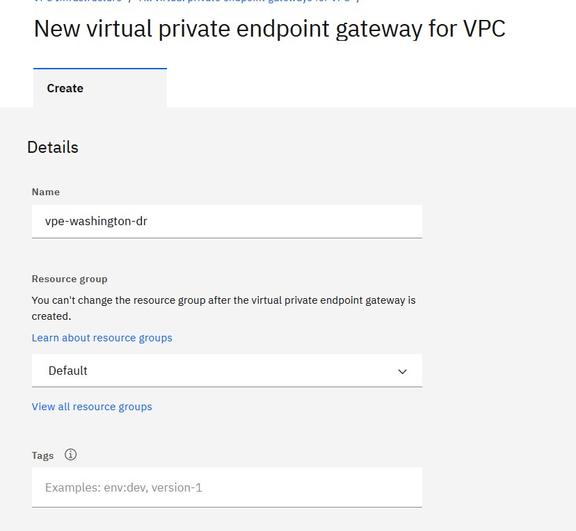 New virtual private endpoint gateway for VPC
Create
Details
Name
vpe-washington-dr
Resource group
You can't change the resource group after the virtual private endpoint gateway is
created.
Learn about resource groups
Default
View all resource groups
Tags
Examples: env:dev, version-1